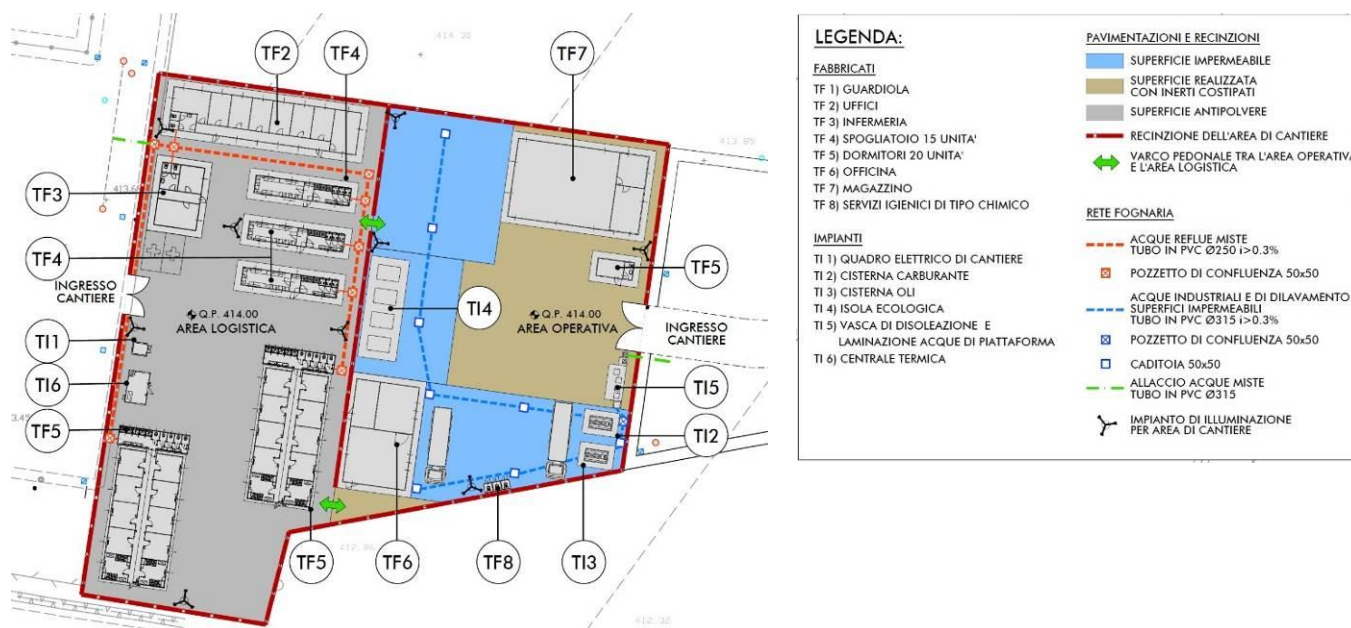 414.30
TF2
TF4
TF7
413.85
TF3
TF4
TF5
INGRESSO
CANTIERE
Q.P. 414.00
AREA LOGISTICA
TI4
Q.P. 414.00
AREA OPERATIVA
INGRESSO
CANTIERE
TI1
TI6
TI5
TF5
TI2
TF5
TF6
TF8
TI3
412.86
412.32
LEGENDA:
FABBRICATI
TF 1) GUARDIOLA
TF 2) UFFICI
TF 3) INFERMERIA
TF 4) SPOGLIATOIO 15 UNITA'
TF 5) DORMITORI 20 UNITA'
TF 6) OFFICINA
TF 7) MAGAZZINO
TF 8) SERVIZI IGIENICI DI TIPO CHIMICO
IMPIANTI
TI 1) QUADRO ELETTRICO DI CANTIERE
TI 2) CISTERNA CARBURANTE
TI 3) CISTERNA OLI
TI 4) ISOLA ECOLOGICA
TI 5) VASCA DI DISOLEAZIONE E
LAMINAZIONE ACQUE DI PIATTAFORMA
TI 6) CENTRALE TERMICA
PAVIMENTAZIONI E RECINZIONI
SUPERFICIE IMPERMEABILE
SUPERFICIE REALIZZATA
CON INERTI COSTIPATI
SUPERFICIE ANTIPOLVERE
RECINZIONE DELL'AREA DI CANTIERE
VARCO PEDONALE TRA L'AREA OPERATIVA
E L'AREA LOGISTICA
RETE FOGNARIA
ACQUE REFLUE MISTE
TUBO IN PVC Ø250 i>0.3%
POZZETTO DI CONFLUENZA 50x50
ACQUE INDUSTRIALI E DI DILAVAMENTO
SUPERFICI IMPERMEABILI
TUBO IN PVC Ø315 i>0.3%
POZZETTO DI CONFLUENZA 50x50
CADITOIA 50x50
ALLACCIO ACQUE MISTE
TUBO IN PVC Ø315
IMPIANTO DI ILLUMINAZIONE
PER AREA DI CANTIERE